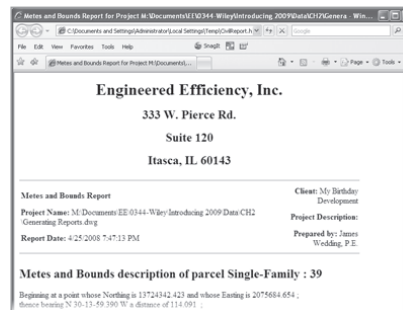 Metes and Bounds Report for Project M:\Documents\EE\0344-Wiley\Introducing 2009\Data\CH2\Genera - Win...
C:\Documents and Settings\Administrator\Local Settings\Temp\CivilReport.h
Google
File Edit View Favorites Tools Help
SnagIt
Metes and Bounds Report for Project M:\Documents\...
Page Tools
Engineered Efficiency, Inc.
333 W. Pierce Rd.
Suite 120
Itasca, IL 60143
Metes and Bounds Report
Client: My Birthday
Development
Project Name: M:\Documents\EE\0344-Wiley\Introducing 2009\Data\CH2
\Generating Reports.dwg
Project Description:
Report Date: 4/25/2008 7:47:13 PM
Prepared by: James
Wedding, P.E.
Metes and Bounds description of parcel Single-Family : 39
Beginning at a point whose Northing is 13724342.423 and whose Easting is 2075684.654 ;
thence bearing N 30-13-59.390 W a distance of 114.091 ;